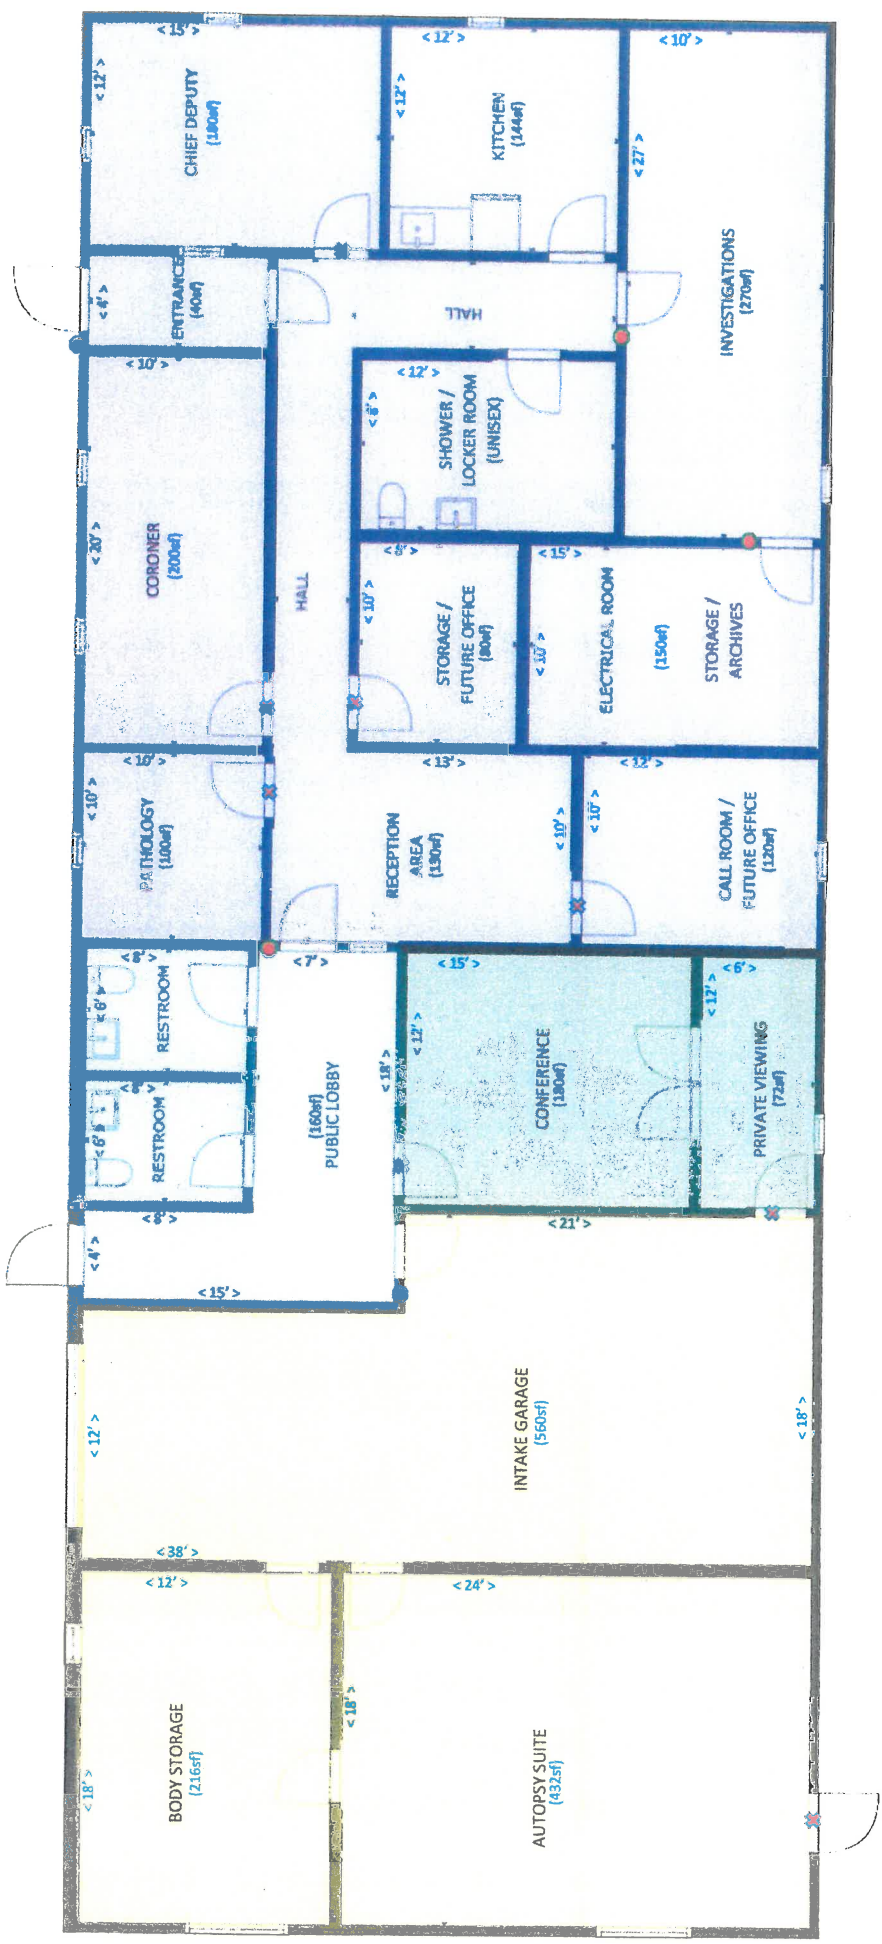 < 15' >
< 12' >
CHIEF DEPUTY
(180sf)
< 12' >
< 12' >
KITCHEN
(144sf)
< 10' >
< 27' >
INVESTIGATIONS
(270sf)
< 4' >
ENTRANCE
(40sf)
HALL
< 10' >
< 20' >
CORONER
(200sf)
HALL
< 12' >
< 8' >
SHOWER /
LOCKER ROOM
(UNISEX)
< 8' >
< 10' >
STORAGE /
FUTURE OFFICE
(80sf)
< 15' >
< 10' >
ELECTRICAL ROOM
(150sf)
STORAGE /
ARCHIVES
< 10' >
< 10' >
PATHOLOGY
(100sf)
< 13' >
< 10' >
RECEPTION
AREA
(130sf)
< 12' >
< 10' >
CALL ROOM /
FUTURE OFFICE
(120sf)
< 8' >
< 6' >
RESTROOM
< 8' >
< 6' >
RESTROOM
< 7' >
< 18' >
(160sf)
PUBLIC LOBBY
< 8' >
< 4' >
< 15' >
< 15' >
< 12' >
CONFERENCE
(180sf)
< 6' >
< 12' >
PRIVATE VIEWING
(72sf)
< 21' >
< 12' >
INTAKE GARAGE
(560sf)
< 18' >
< 38' >
< 12' >
< 18' >
BODY STORAGE
(216sf)
< 24' >
< 18' >
AUTOPSY SUITE
(432sf)